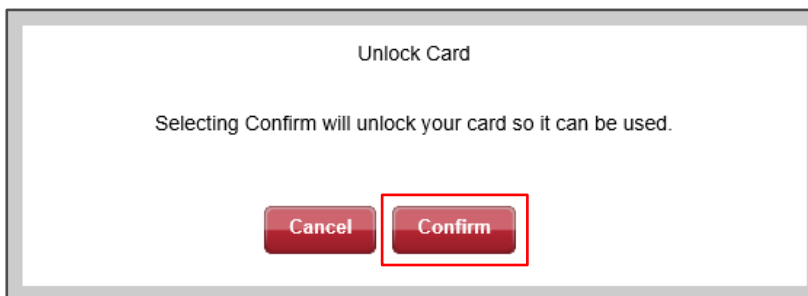 Unlock Card
Selecting Confirm will unlock your card so it can be used.
Cancel Confirm